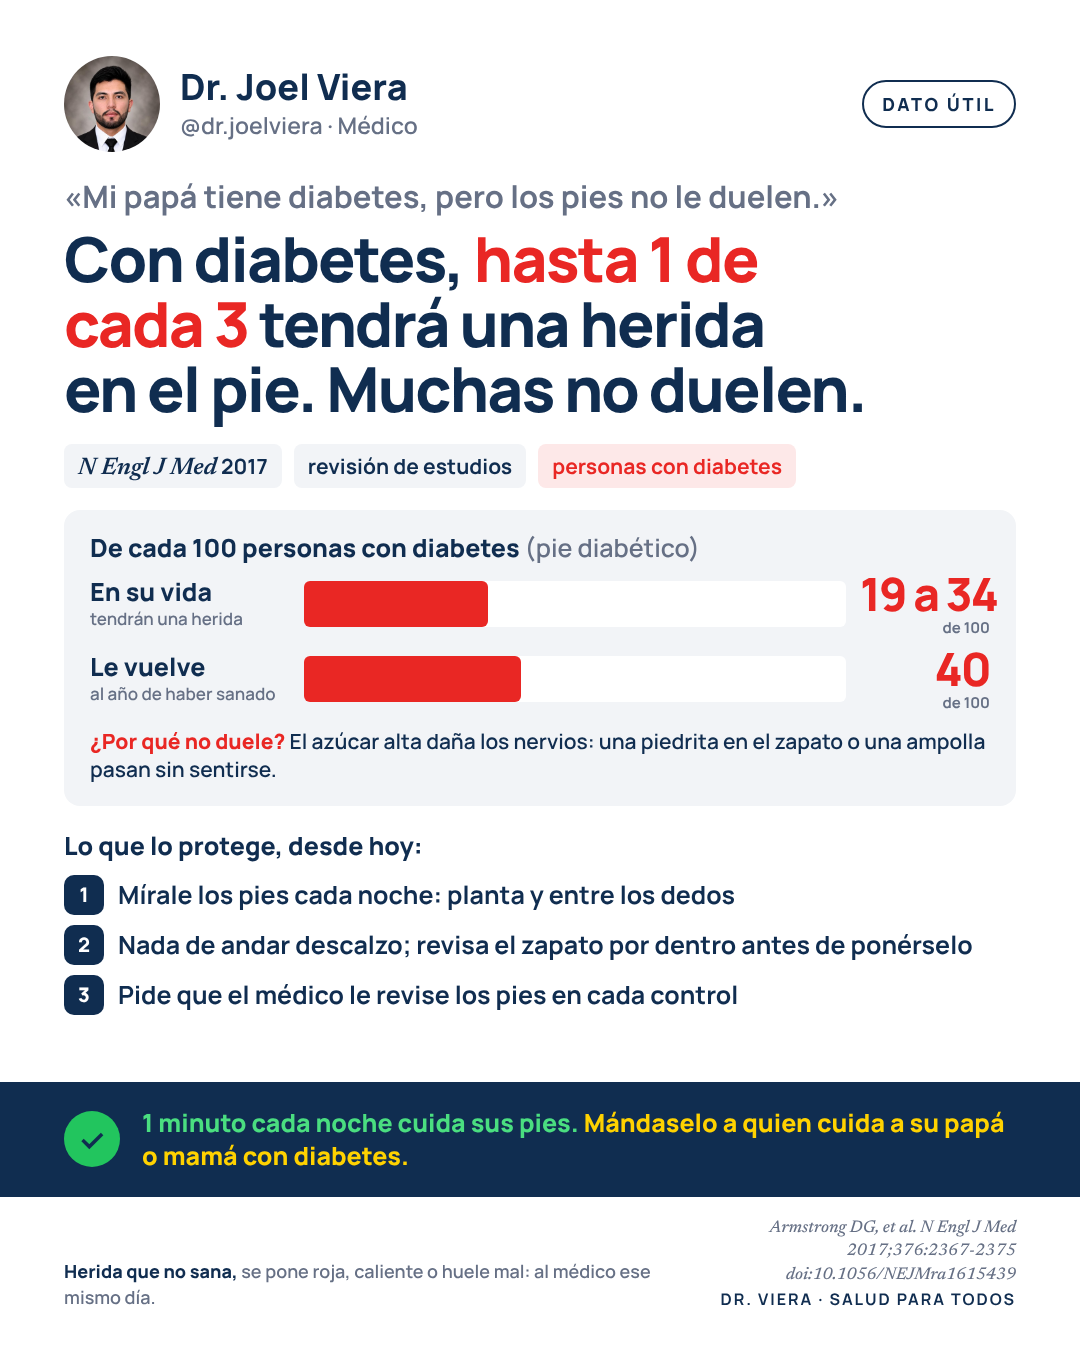 Dr. Joel Viera
@dr.joelviera · Médico
DATO ÚTIL
«Mi papá tiene diabetes, pero los pies no le duelen.»
Con diabetes, hasta 1 de
cada 3 tendrá una herida
en el pie. Muchas no duelen.
N Engl J Med 2017
revisión de estudios
personas con diabetes
De cada 100 personas con diabetes (pie diabético)
En su vida
tendrán una herida
19 a 34
de 100
Le vuelve
al año de haber sanado
40
de 100
¿Por qué no duele? El azúcar alta daña los nervios: una piedrita en el zapato o una ampolla
pasan sin sentirse.
Lo que lo protege, desde hoy:
1 Mírale los pies cada noche: planta y entre los dedos
2 Nada de andar descalzo; revisa el zapato por dentro antes de ponérselo
3 Pide que el médico le revise los pies en cada control
1 minuto cada noche cuida sus pies. Mándaselo a quien cuida a su papá
o mamá con diabetes.
Herida que no sana, se pone roja, caliente o huele mal: al médico ese
mismo día.
Armstrong DG, et al. N Engl J Med
2017;376:2367-2375
doi:10.1056/NEJMra1615439
DR. VIERA · SALUD PARA TODOS